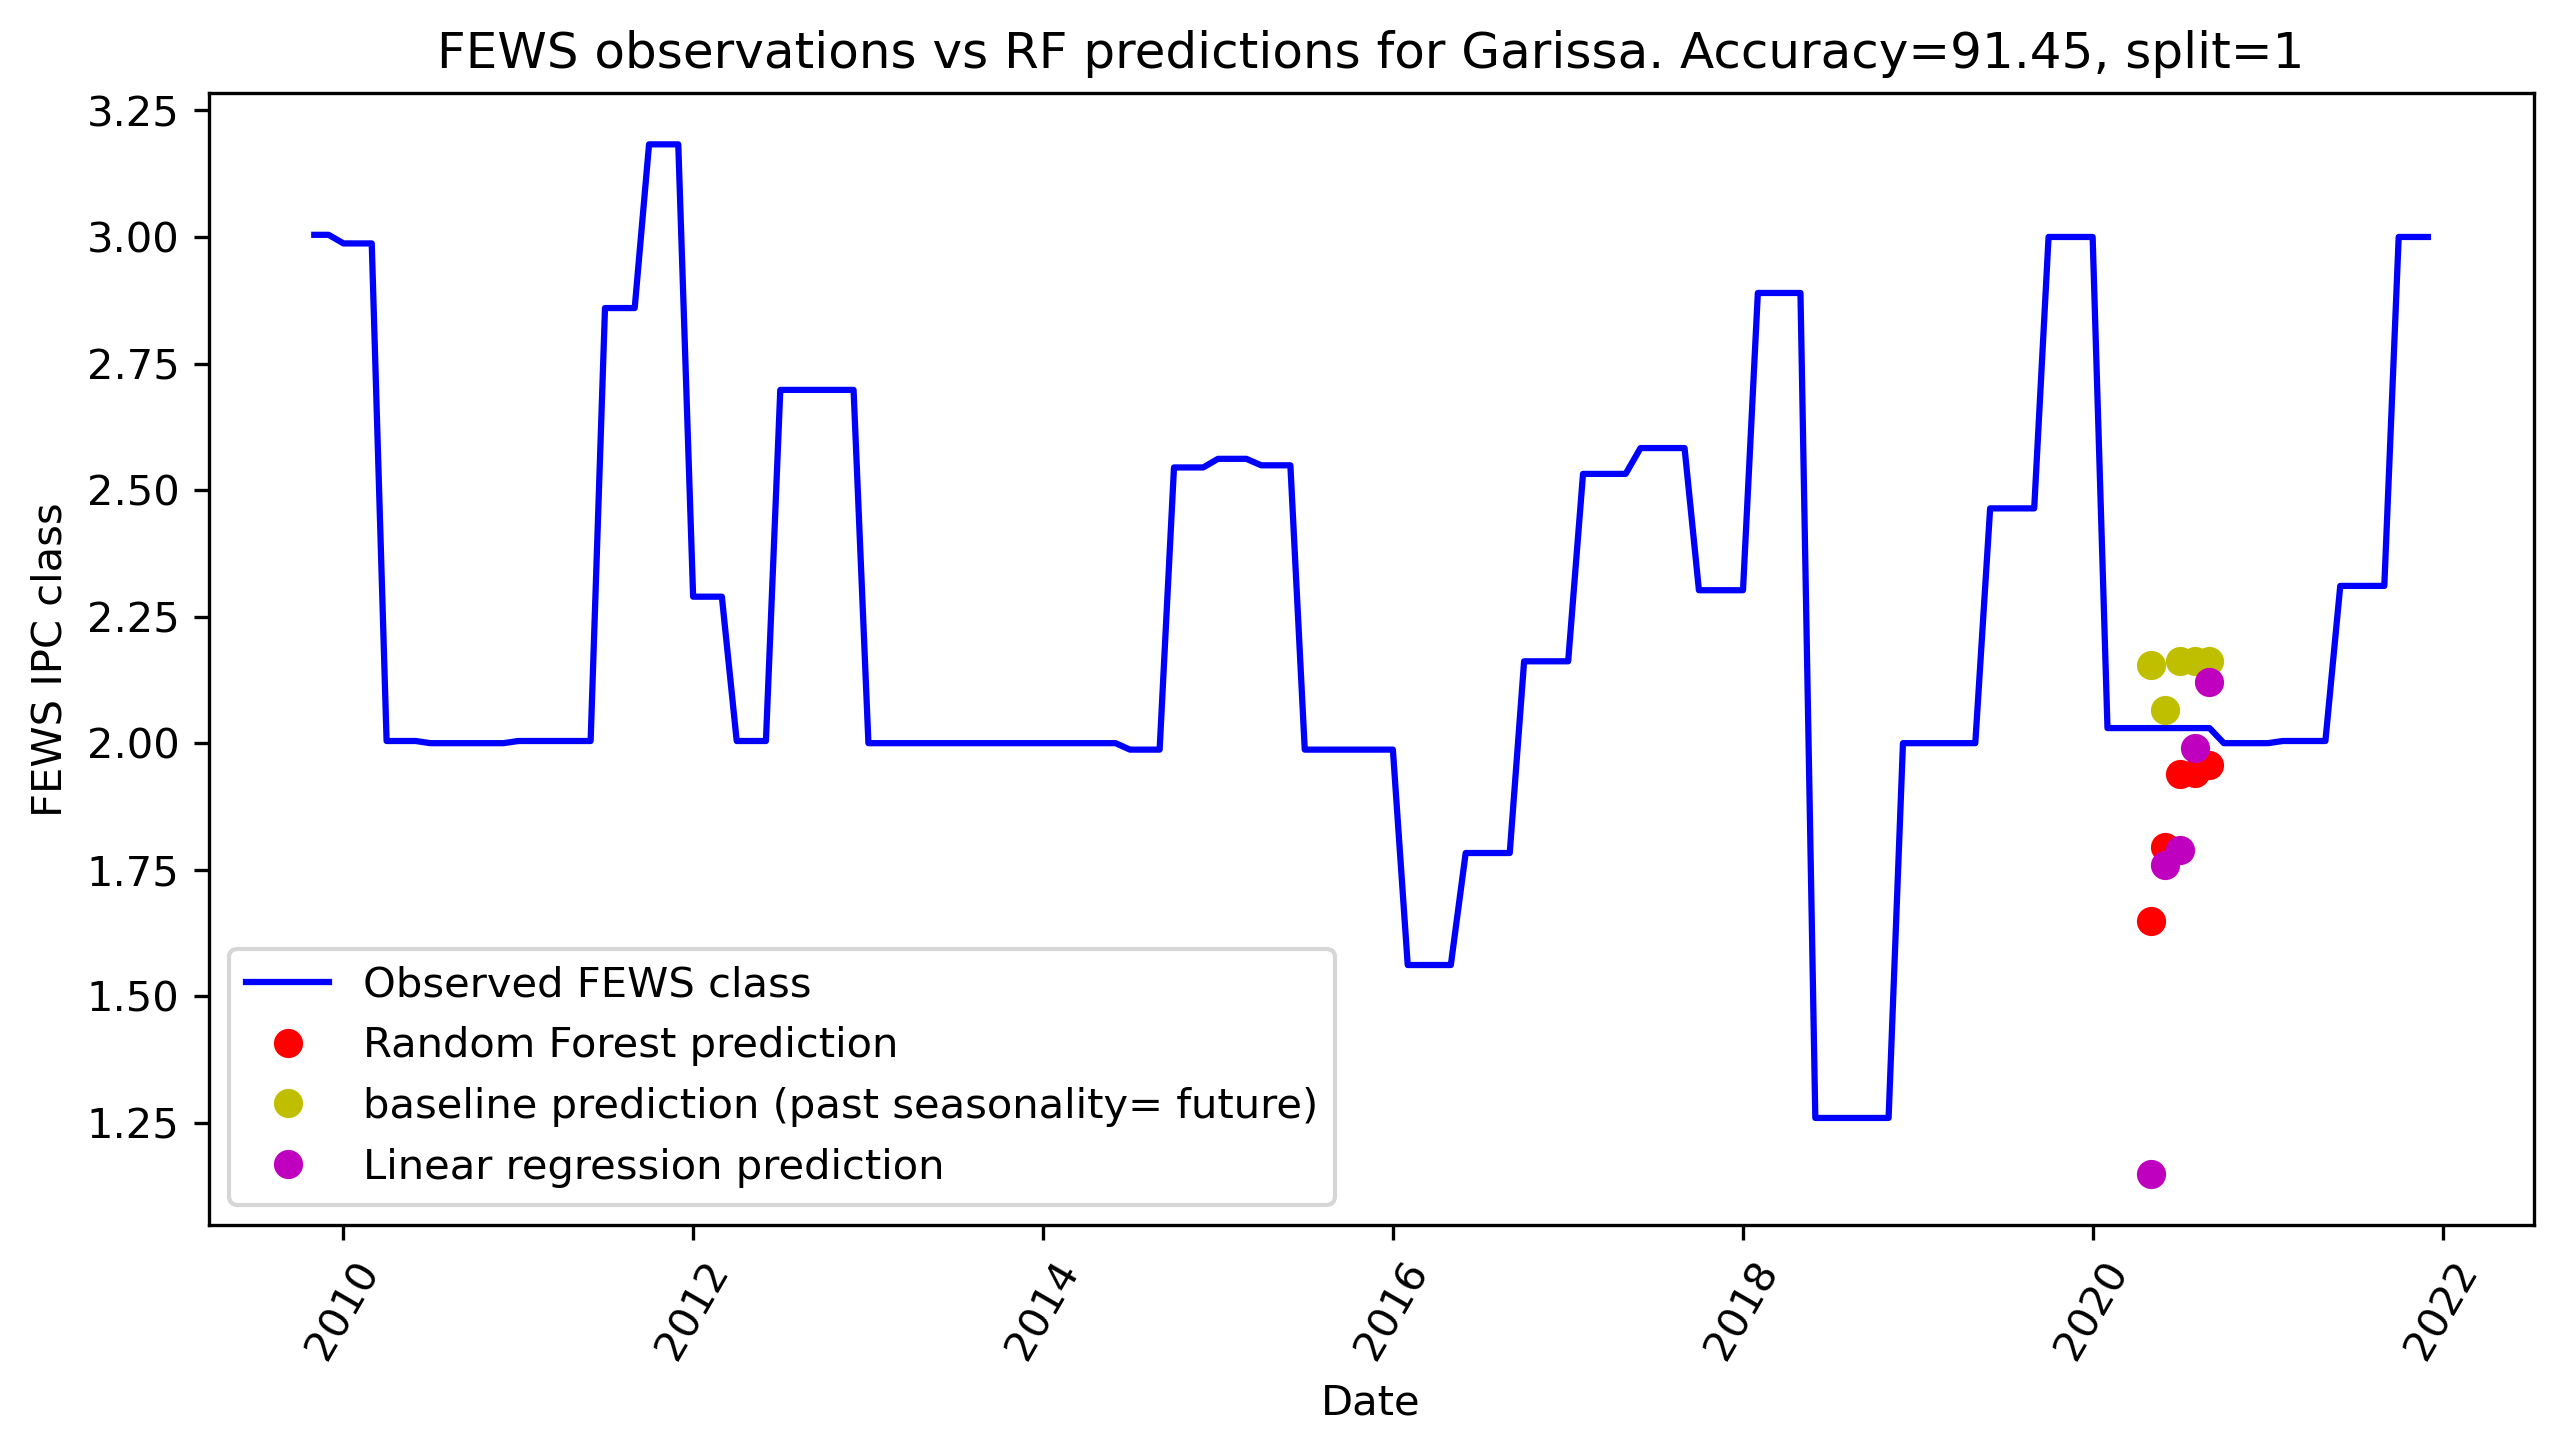 FEWS observations vs RF predictions for Garissa. Accuracy=91.45, split=1
FEWS IPC class
3.25
3.00
2.75
2.50
2.25
2.00
1.75
1.50
1.25
Observed FEWS class
Random Forest prediction
baseline prediction (past seasonality= future)
Linear regression prediction
2010
2012
2014
2016
2018
2020
2022
Date